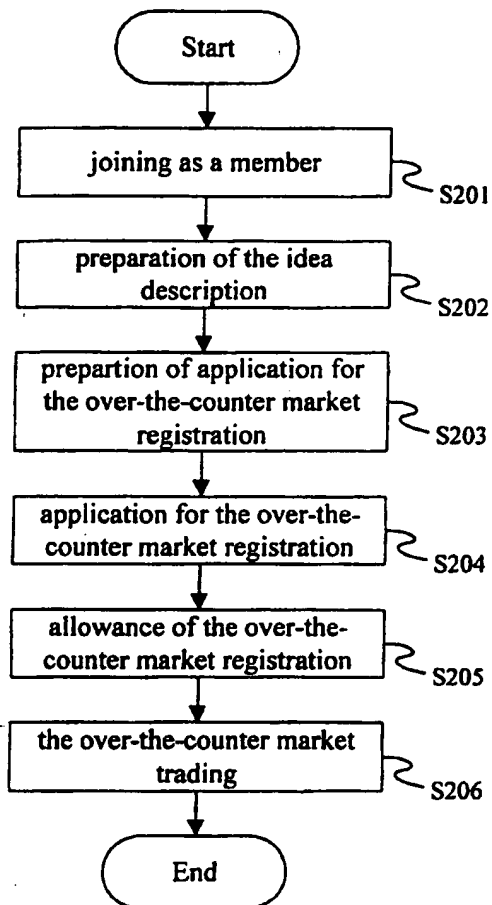 Start
joining as a member
S201
preparation of the idea
description
S202
prepartion of application for
the over-the-counter market
registration
S203
application for the over-the-
counter market registration
S204
allowance of the over-the-
counter market registration
S205
the over-the-counter market
trading
S206
End